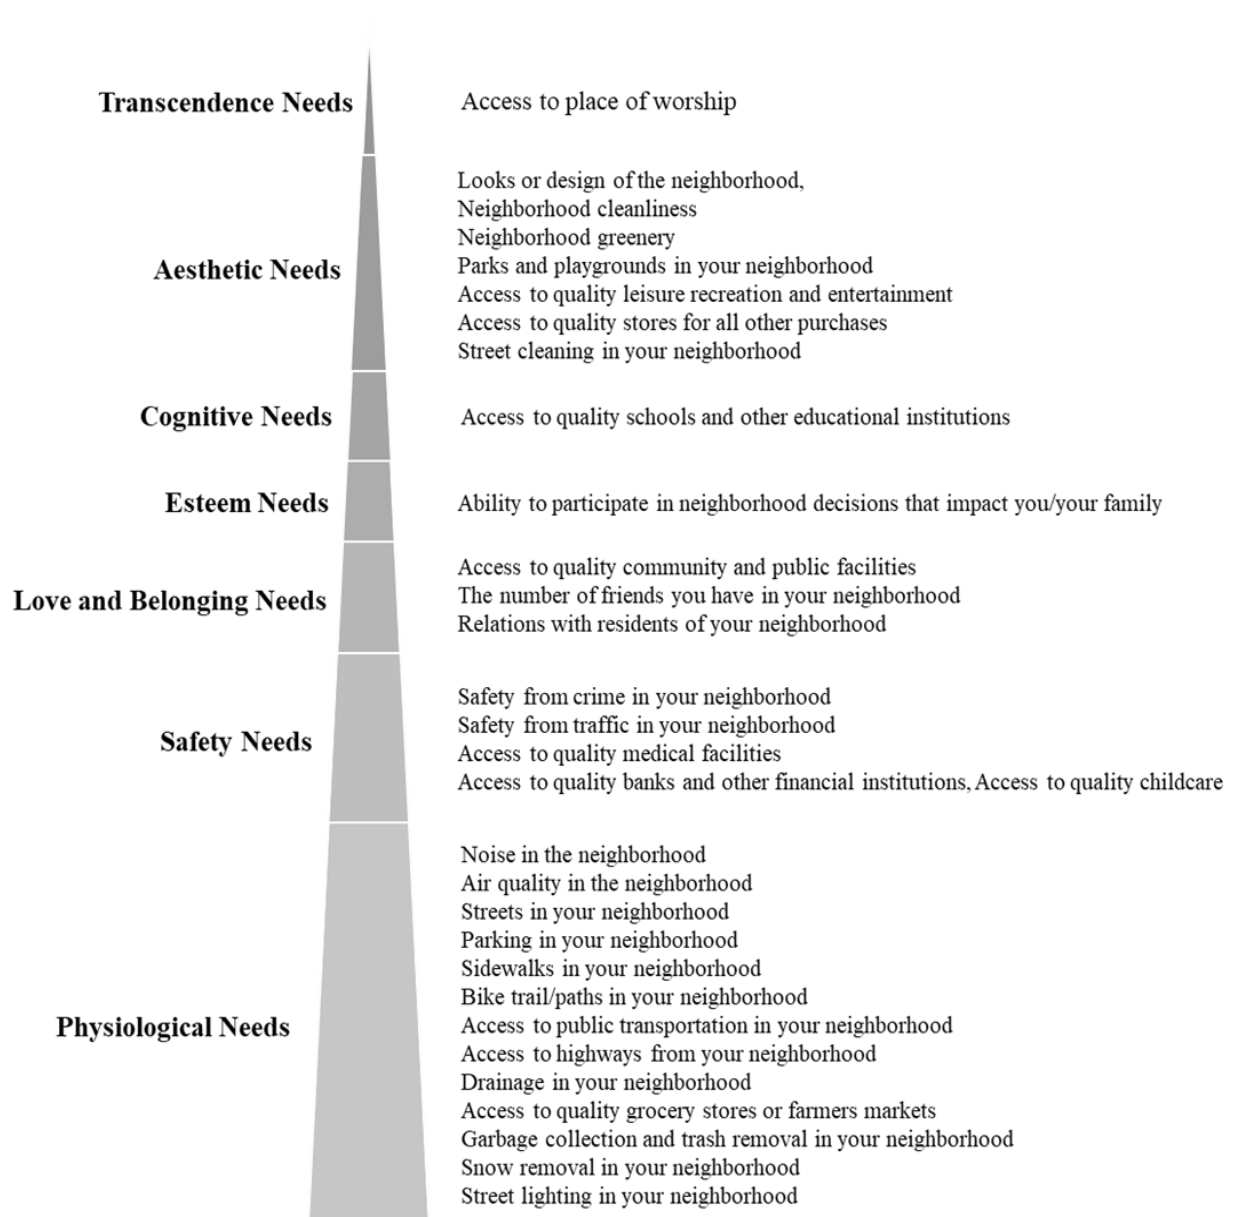 Transcendence Needs
Access to place of worship
Aesthetic Needs
Looks or design of the neighborhood,
Neighborhood cleanliness
Neighborhood greenery
Parks and playgrounds in your neighborhood
Access to quality leisure recreation and entertainment
Access to quality stores for all other purchases
Street cleaning in your neighborhood
Cognitive Needs
Access to quality schools and other educational institutions
Esteem Needs
Ability to participate in neighborhood decisions that impact you/your family
Love and Belonging Needs
Access to quality community and public facilities
The number of friends you have in your neighborhood
Relations with residents of your neighborhood
Safety Needs
Safety from crime in your neighborhood
Safety from traffic in your neighborhood
Access to quality medical facilities
Access to quality banks and other financial institutions, Access to quality childcare
Physiological Needs
Noise in the neighborhood
Air quality in the neighborhood
Streets in your neighborhood
Parking in your neighborhood
Sidewalks in your neighborhood
Bike trail/paths in your neighborhood
Access to public transportation in your neighborhood
Access to highways from your neighborhood
Drainage in your neighborhood
Access to quality grocery stores or farmers markets
Garbage collection and trash removal in your neighborhood
Snow removal in your neighborhood
Street lighting in your neighborhood